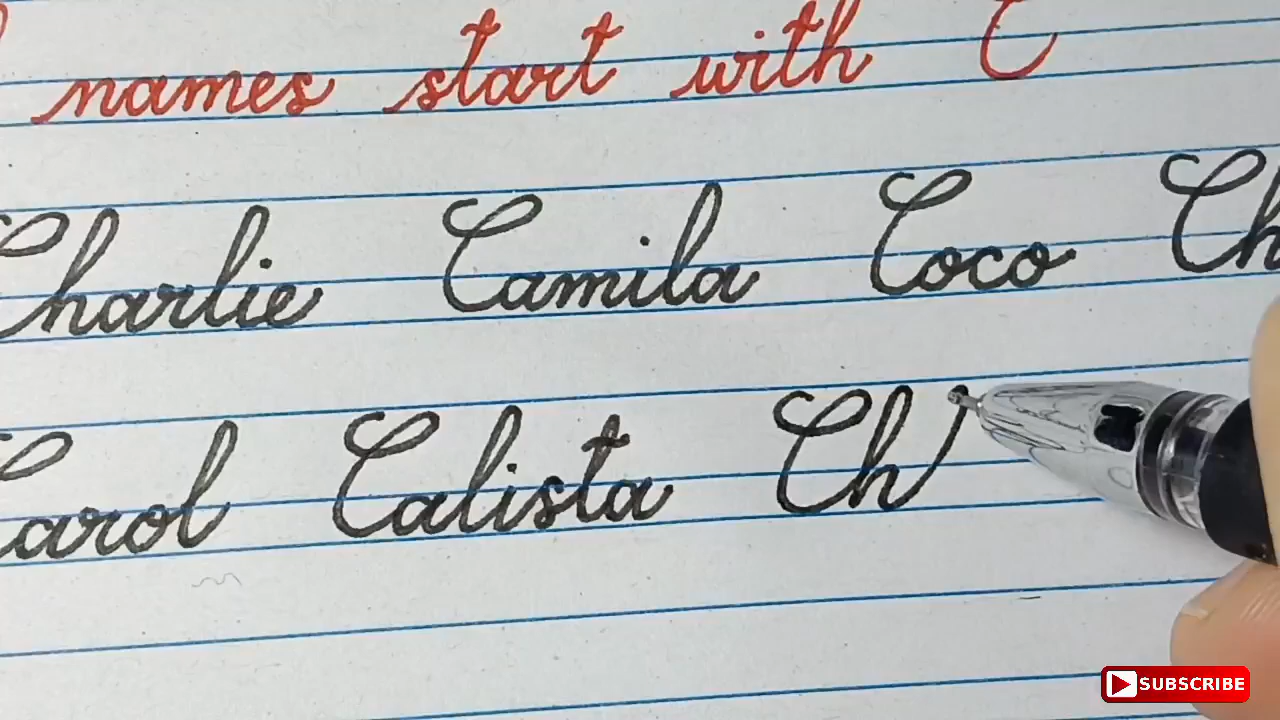 names start with C
Charlie Camila Coco Ch
Carol Calista Ch
SUBSCRIBE